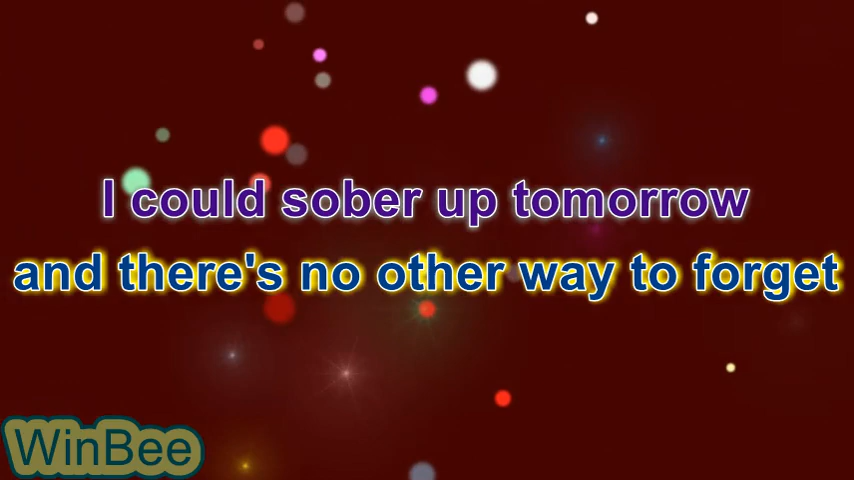 I could sober up tomorrow
and there's no other way to forget
WinBee